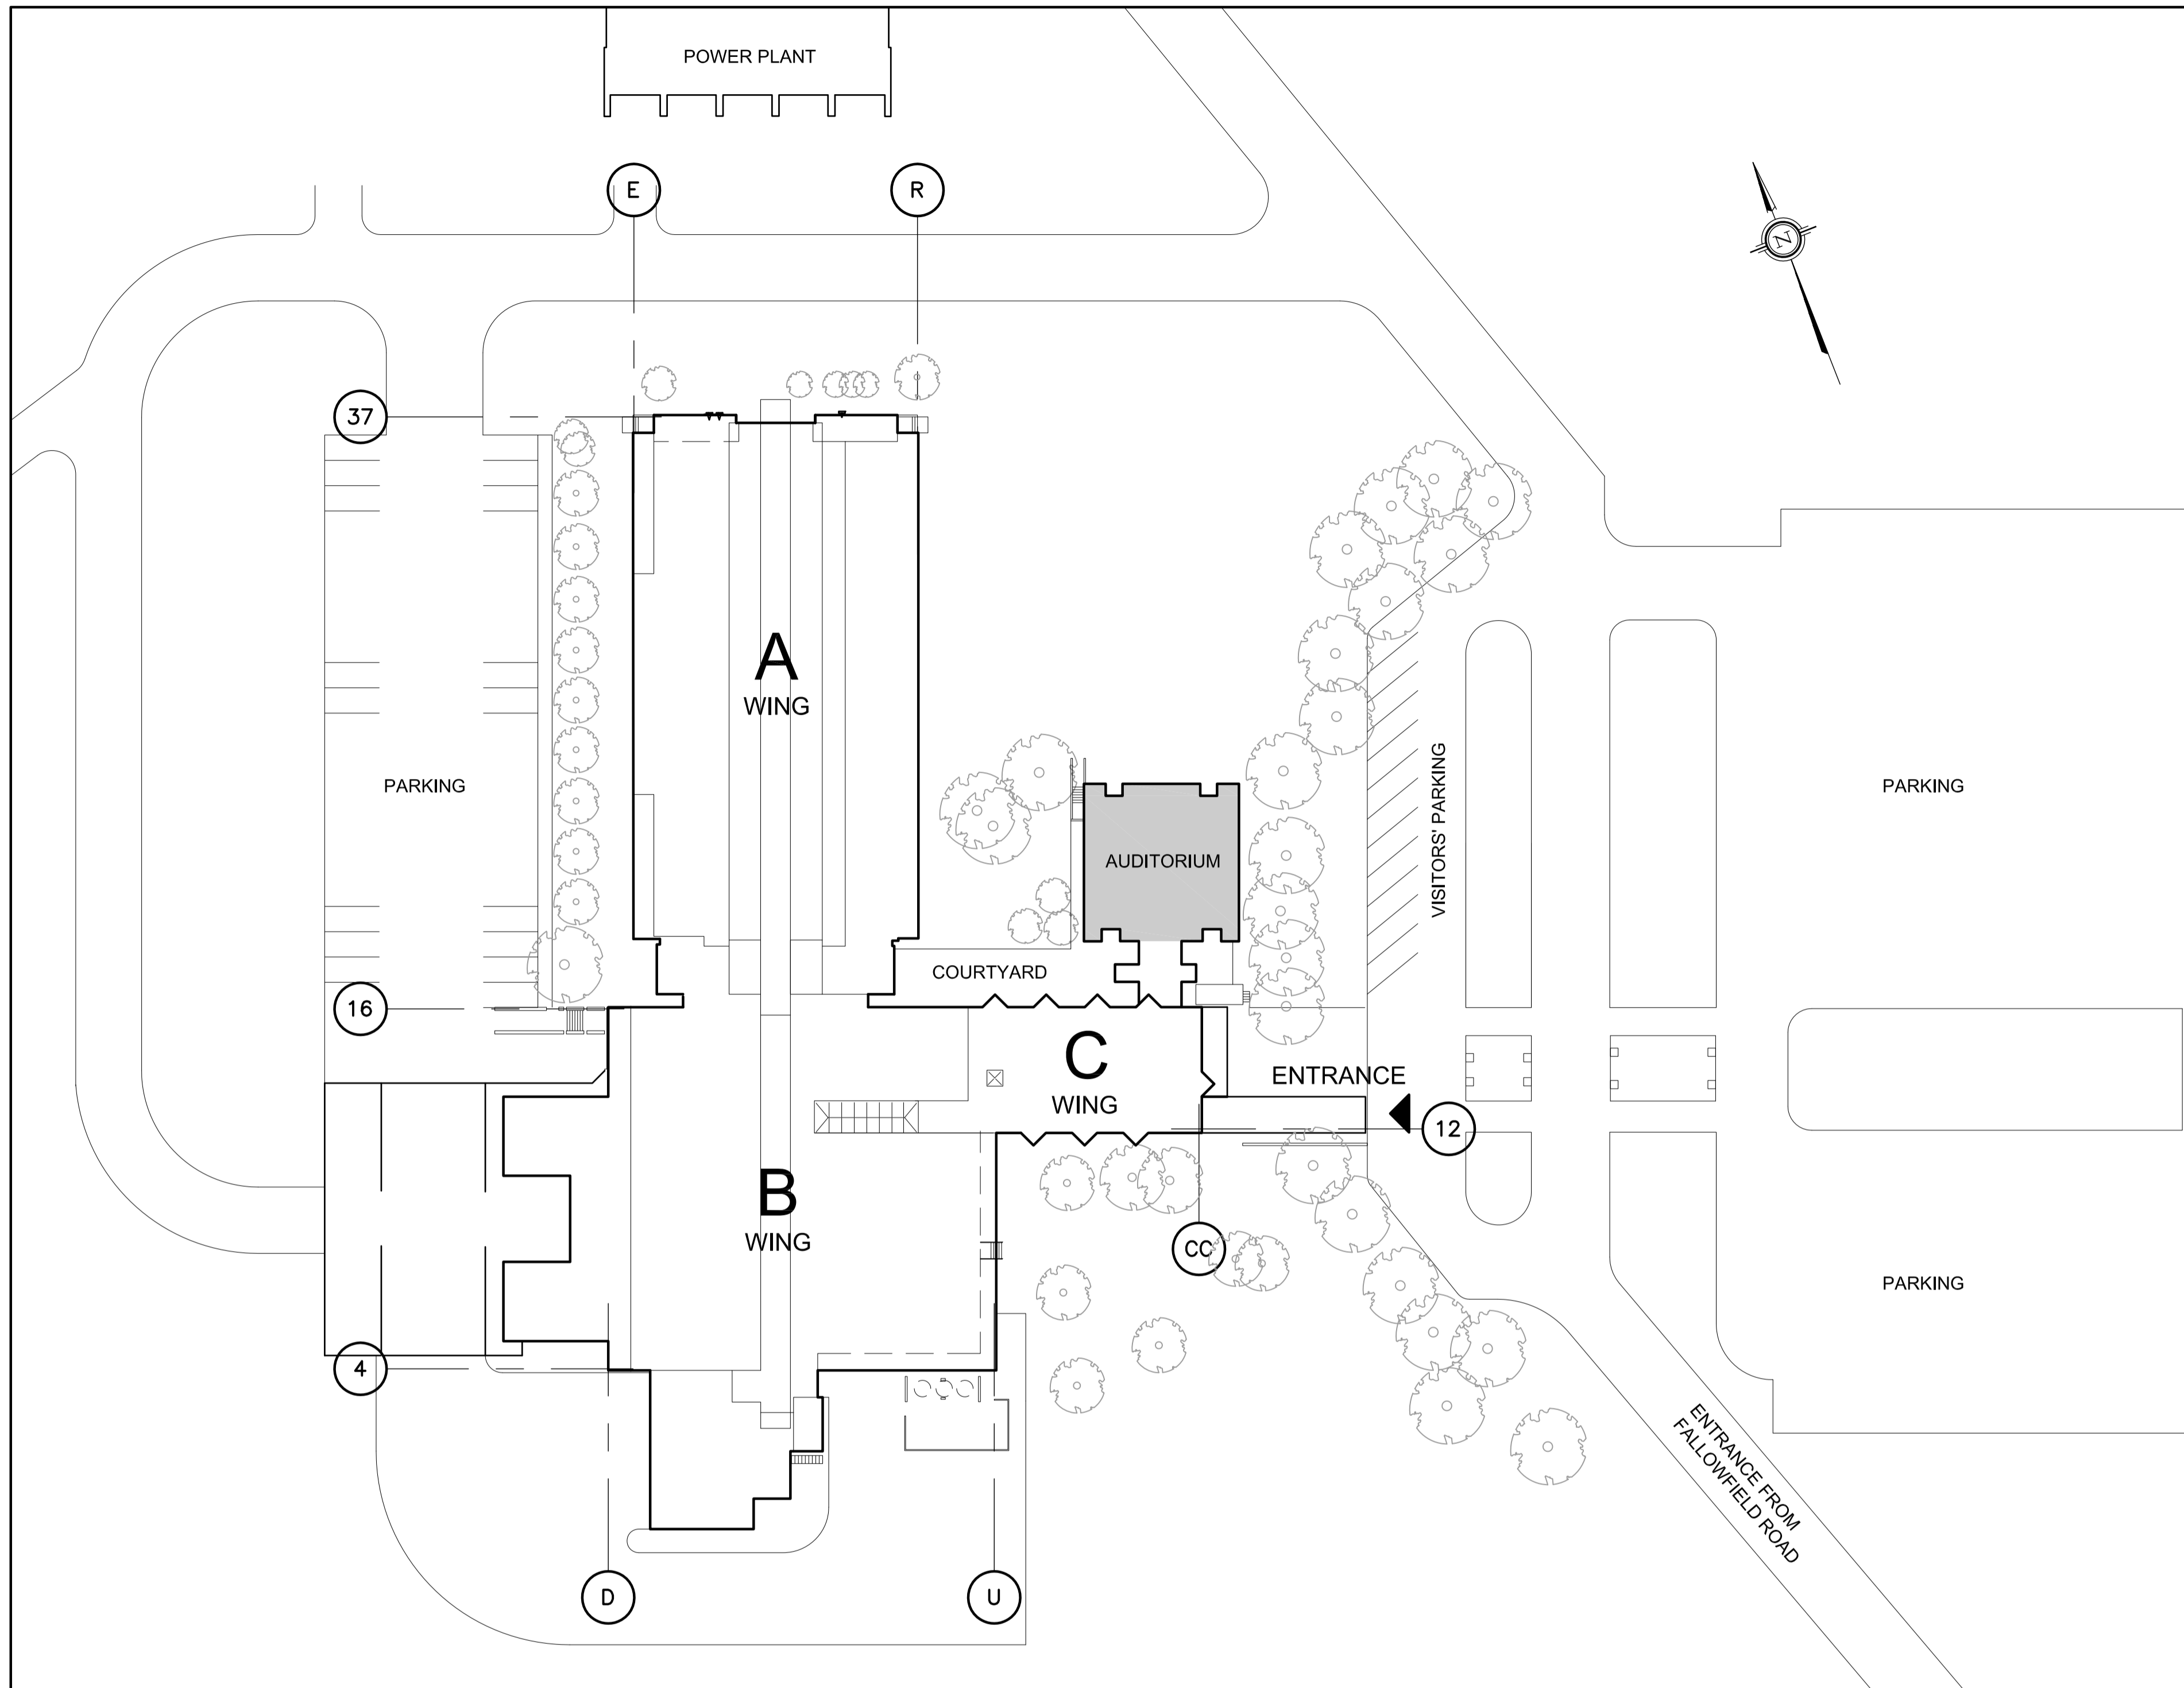 POWER PLANT
E
R
N
37
A
WING
PARKING
VISITORS' PARKING
PARKING
AUDITORIUM
COURTYARD
16
C
WING
ENTRANCE
12
B
WING
CC
PARKING
4
ENTRANCE FROM
FALLOWFIELD ROAD
D
U